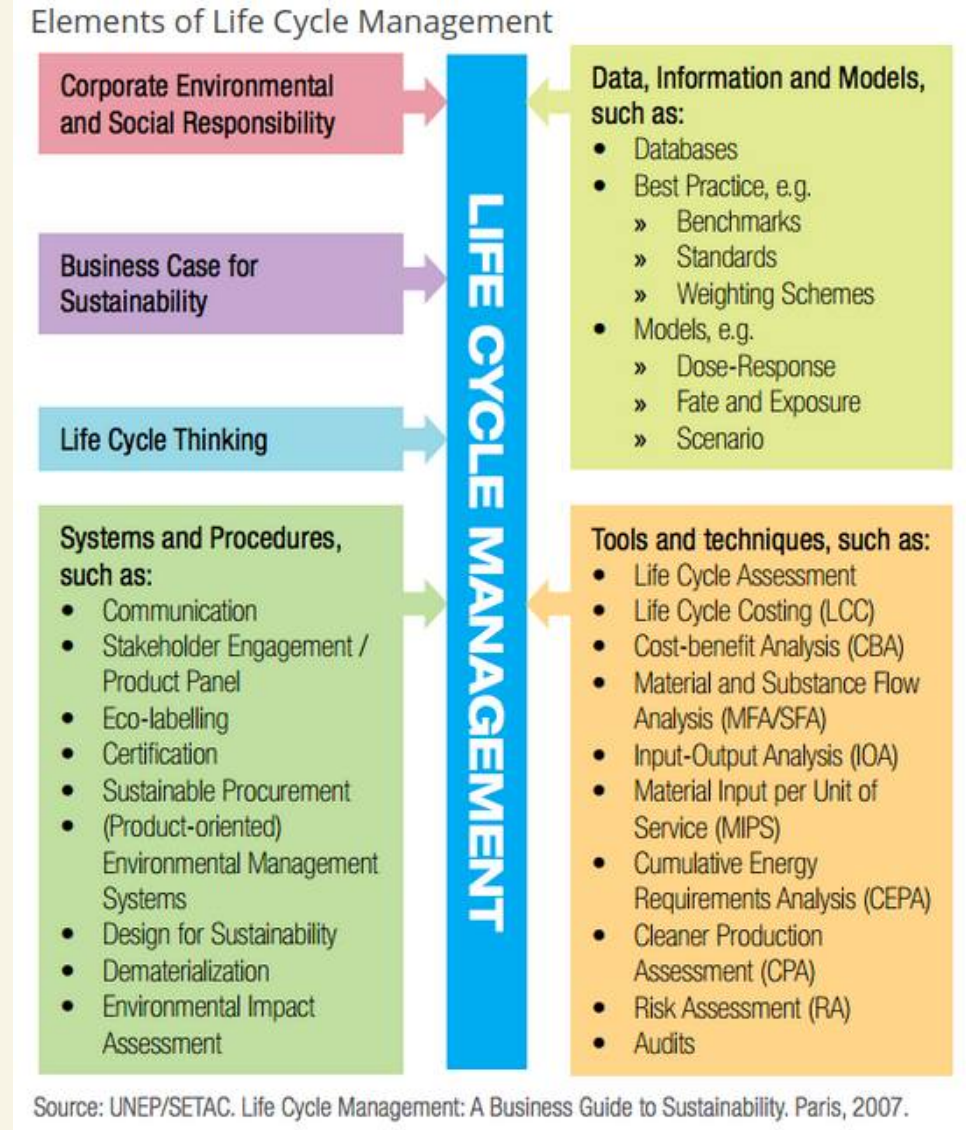 Elements of Life Cycle Management
Corporate Environmental
and Social Responsibility
Business Case for
Sustainability
Life Cycle Thinking
Systems and Procedures,
such as:
• Communication
• Stakeholder Engagement /
Product Panel
• Eco-labelling
• Certification
• Sustainable Procurement
• (Product-oriented)
Environmental Management
Systems
• Design for Sustainability
• Dematerialization
• Environmental Impact
Assessment
LIFE CYCLE MANAGEMENT
Data, Information and Models,
such as:
• Databases
• Best Practice, e.g.
» Benchmarks
» Standards
» Weighting Schemes
• Models, e.g.
» Dose-Response
» Fate and Exposure
» Scenario
Tools and techniques, such as:
• Life Cycle Assessment
• Life Cycle Costing (LCC)
• Cost-benefit Analysis (CBA)
• Material and Substance Flow
Analysis (MFA/SFA)
• Input-Output Analysis (IOA)
• Material Input per Unit of
Service (MIPS)
• Cumulative Energy
Requirements Analysis (CEPA)
• Cleaner Production
Assessment (CPA)
• Risk Assessment (RA)
• Audits
Source: UNEP/SETAC. Life Cycle Management: A Business Guide to Sustainability. Paris, 2007.